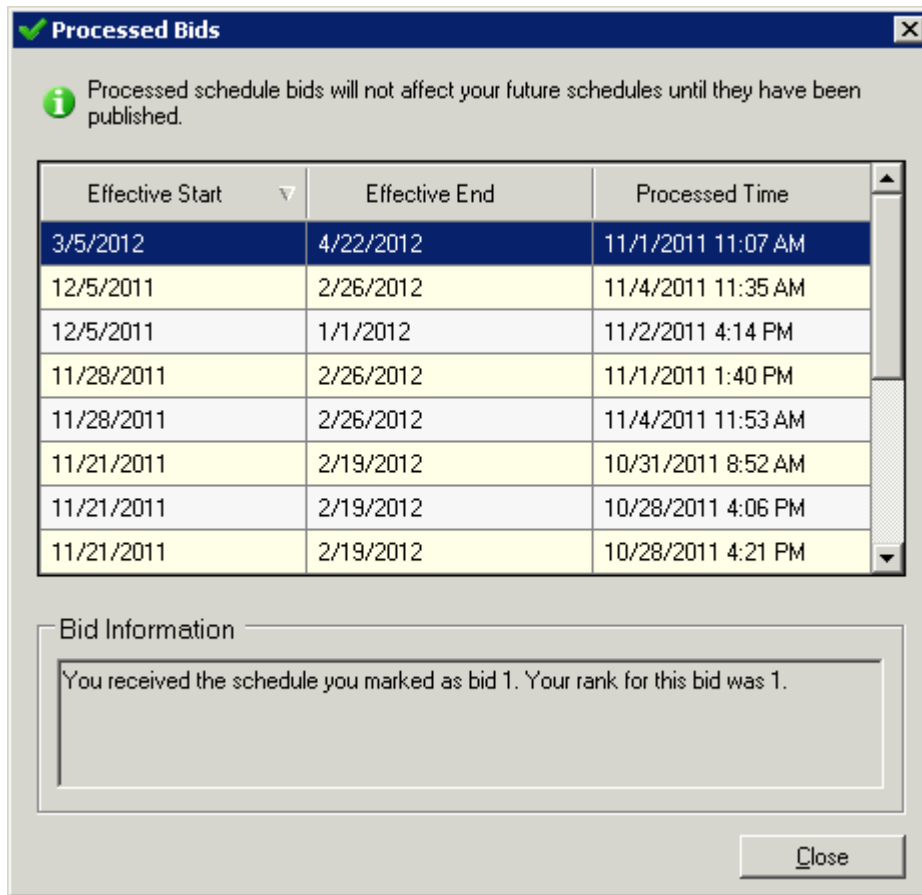 Processed Bids
Processed schedule bids will not affect your future schedules until they have been
published.
Effective Start Effective End Processed Time
3/5/2012 4/22/2012 11/1/2011 11:07 AM
12/5/2011 2/26/2012 11/4/2011 11:35 AM
12/5/2011 1/1/2012 11/2/2011 4:14 PM
11/28/2011 2/26/2012 11/1/2011 1:40 PM
11/28/2011 2/26/2012 11/4/2011 11:53 AM
11/21/2011 2/19/2012 10/31/2011 8:52 AM
11/21/2011 2/19/2012 10/28/2011 4:06 PM
11/21/2011 2/19/2012 10/28/2011 4:21 PM
Bid Information
You received the schedule you marked as bid 1. Your rank for this bid was 1.
Close